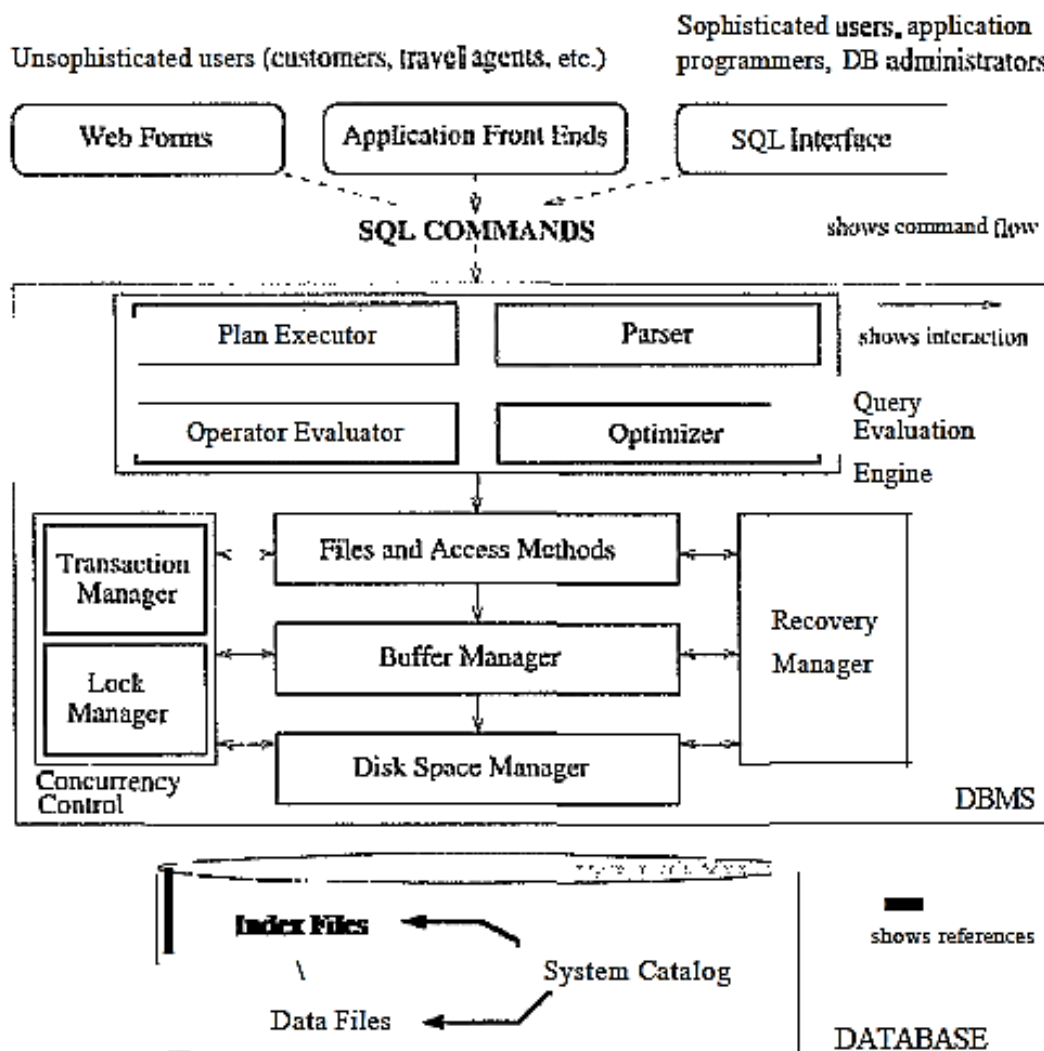 Unsophisticated users (customers, travel agents, etc.)
Sophisticated users, application
programmers, DB administrators
Web Forms
Application Front Ends
SQL Interface
SQL COMMANDS
shows command flow
Plan Executor
Parser
shows interaction
Operator Evaluator
Optimizer
Query
Evaluation
Engine
Transaction
Manager
Files and Access Methods
Recovery
Manager
Buffer Manager
Lock
Manager
Disk Space Manager
Concurrency
Control
DBMS
Index Files
shows references
System Catalog
Data Files
DATABASE